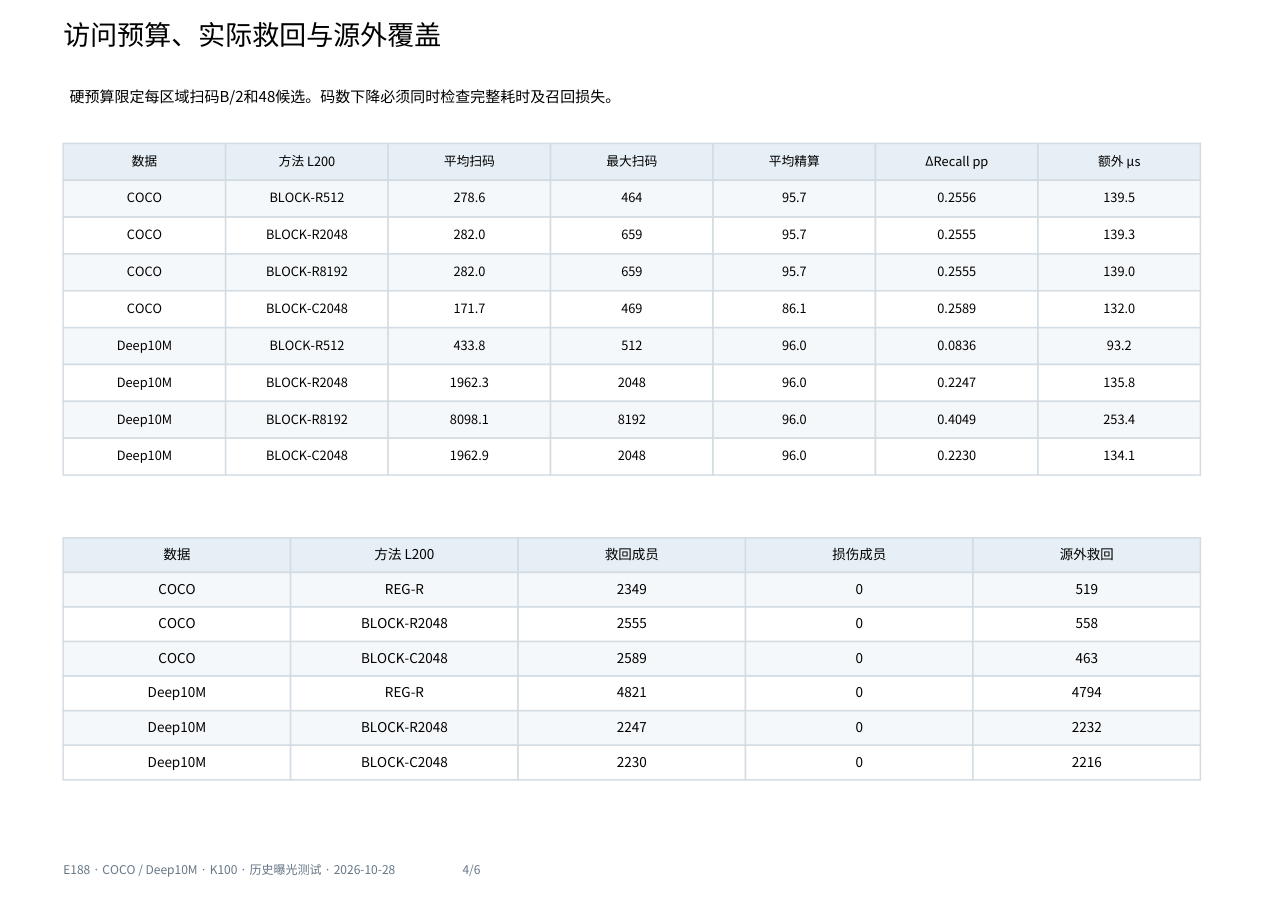 访问预算、实际救回与源外覆盖
硬预算限定每区域扫码B/2和48候选。码数下降必须同时检查完整耗时及召回损失。
数据 方法 L200 平均扫码 最大扫码 平均精算 ΔRecall pp 额外 µs
COCO BLOCK-R512 278.6 464 95.7 0.2556 139.5
COCO BLOCK-R2048 282.0 659 95.7 0.2555 139.3
COCO BLOCK-R8192 282.0 659 95.7 0.2555 139.0
COCO BLOCK-C2048 171.7 469 86.1 0.2589 132.0
Deep10M BLOCK-R512 433.8 512 96.0 0.0836 93.2
Deep10M BLOCK-R2048 1962.3 2048 96.0 0.2247 135.8
Deep10M BLOCK-R8192 8098.1 8192 96.0 0.4049 253.4
Deep10M BLOCK-C2048 1962.9 2048 96.0 0.2230 134.1
数据 方法 L200 救回成员 损伤成员 源外救回
COCO REG-R 2349 0 519
COCO BLOCK-R2048 2555 0 558
COCO BLOCK-C2048 2589 0 463
Deep10M REG-R 4821 0 4794
Deep10M BLOCK-R2048 2247 0 2232
Deep10M BLOCK-C2048 2230 0 2216
E188 · COCO / Deep10M · K100 · 历史曝光测试 · 2026-10-28 4/6